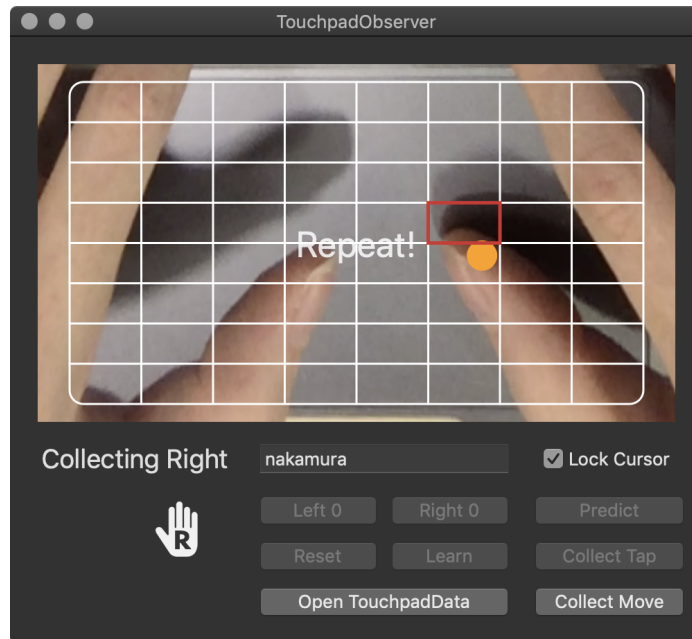 TouchpadObserver
Repeat!
Collecting Right
nakamura
Lock Cursor
R
Left 0
Right 0
Predict
Reset
Learn
Collect Tap
Open TouchpadData
Collect Move